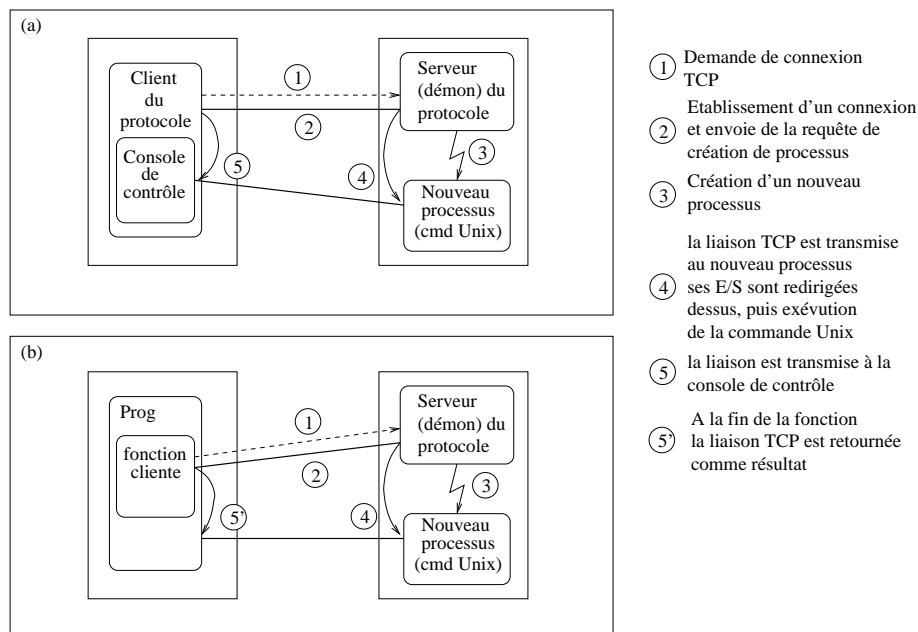 (a)
Client
du
protocole
Console
de
contrôle
1
2
5
4
3
Serveur
(démon) du
protocole
Nouveau
processus
(cmd Unix)
(b)
Prog
fonction
cliente
1
2
5'
4
3
Serveur
(démon) du
protocole
Nouveau
processus
(cmd Unix)
1 Demande de connexion
TCP
Etablissement d'un connexion
2 et envoie de la requête de
création de processus
3 Création d'un nouveau
processus
la liaison TCP est transmise
au nouveau processus
4 ses E/S sont redirigées
dessus, puis exévution
de la commande Unix
5 la liaison est transmise à la
console de contrôle
A la fin de la fonction
5' la liaison TCP est retournée
comme résultat